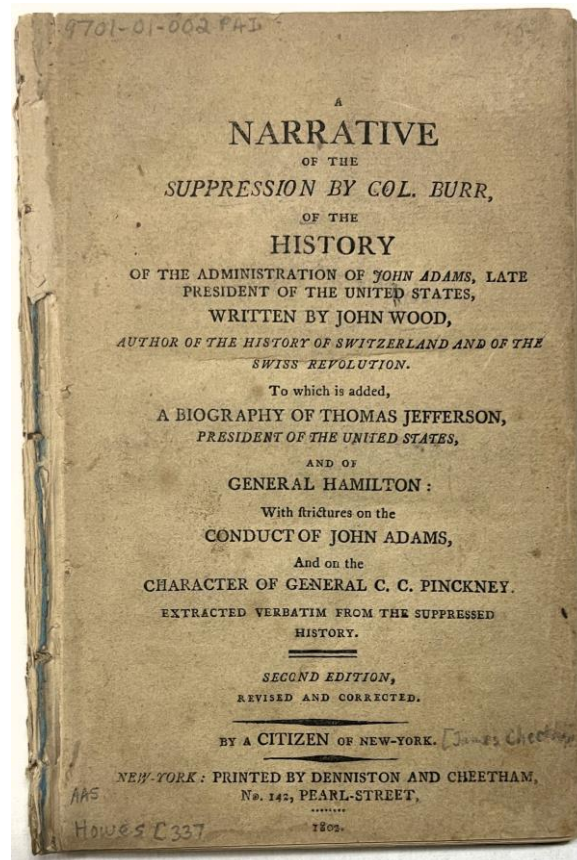 9701-01-002 PAI
A
NARRATIVE
OF THE
SUPPRESSION BY COL. BURR,
OF THE
HISTORY
OF THE ADMINISTRATION OF JOHN ADAMS, LATE
PRESIDENT OF THE UNITED STATES,
WRITTEN BY JOHN WOOD,
AUTHOR OF THE HISTORY OF SWITZERLAND AND OF THE
SWISS REVOLUTION.
To which is added,
A BIOGRAPHY OF THOMAS JEFFERSON,
PRESIDENT OF THE UNITED STATES,
AND OF
GENERAL HAMILTON :
With ſtrictures on the
CONDUCT OF JOHN ADAMS,
And on the
CHARACTER OF GENERAL C. C. PINCKNEY.
EXTRACTED VERBATIM FROM THE SUPPRESSED
HISTORY.
SECOND EDITION,
REVISED AND CORRECTED.
BY A CITIZEN OF NEW-YORK. [James Cheetham
NEW-YORK : PRINTED BY DENNISTON AND CHEETHAM,
No. 142, PEARL-STREET,
1802.
AAS
Howes C337